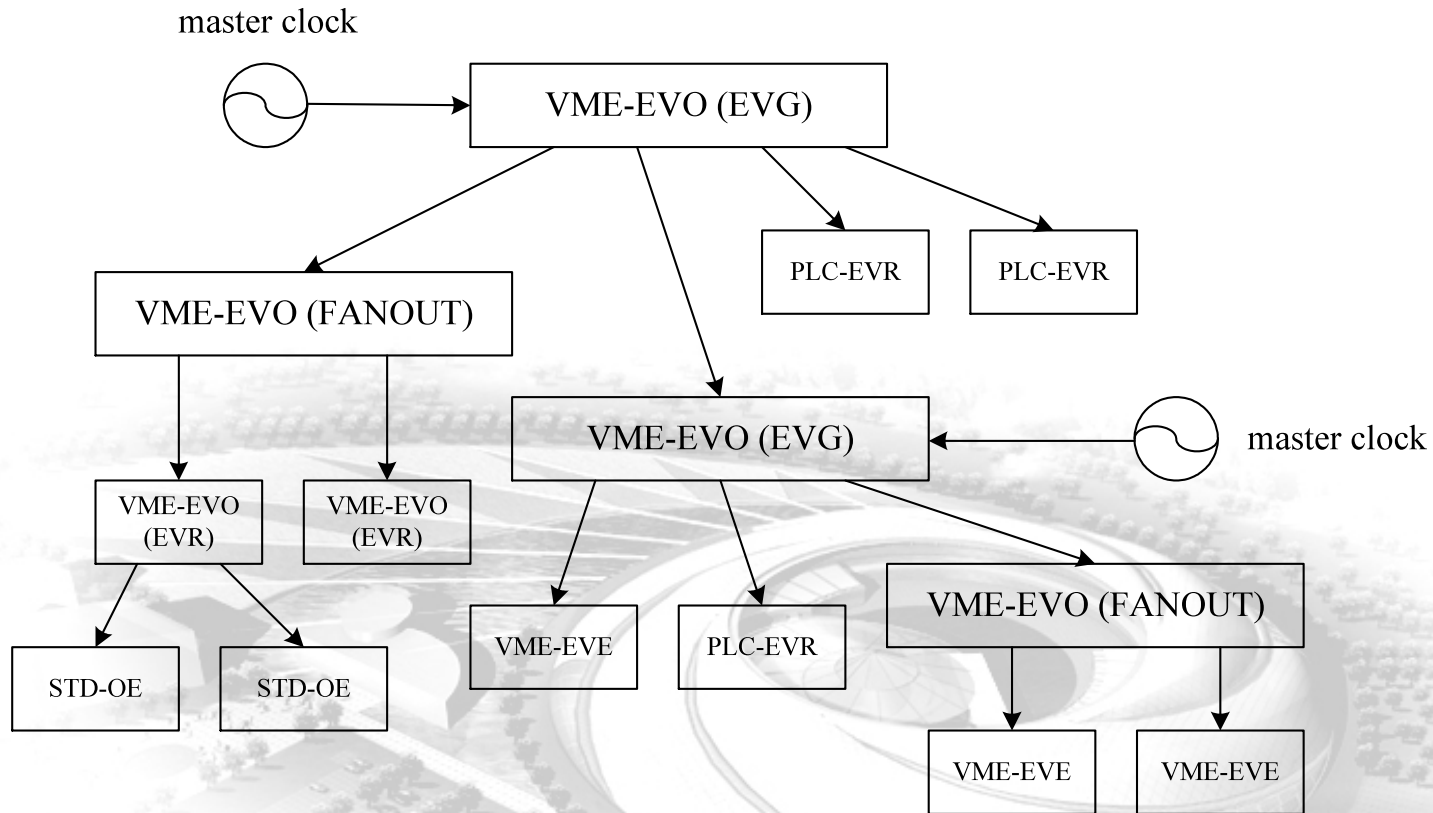 master clock
VME-EVO (EVG)
PLC-EVR
PLC-EVR
VME-EVO (FANOUT)
VME-EVO (EVG)
master clock
VME-EVO
(EVR)
VME-EVO
(EVR)
VME-EVE
PLC-EVR
VME-EVO (FANOUT)
STD-OE
STD-OE
VME-EVE
VME-EVE